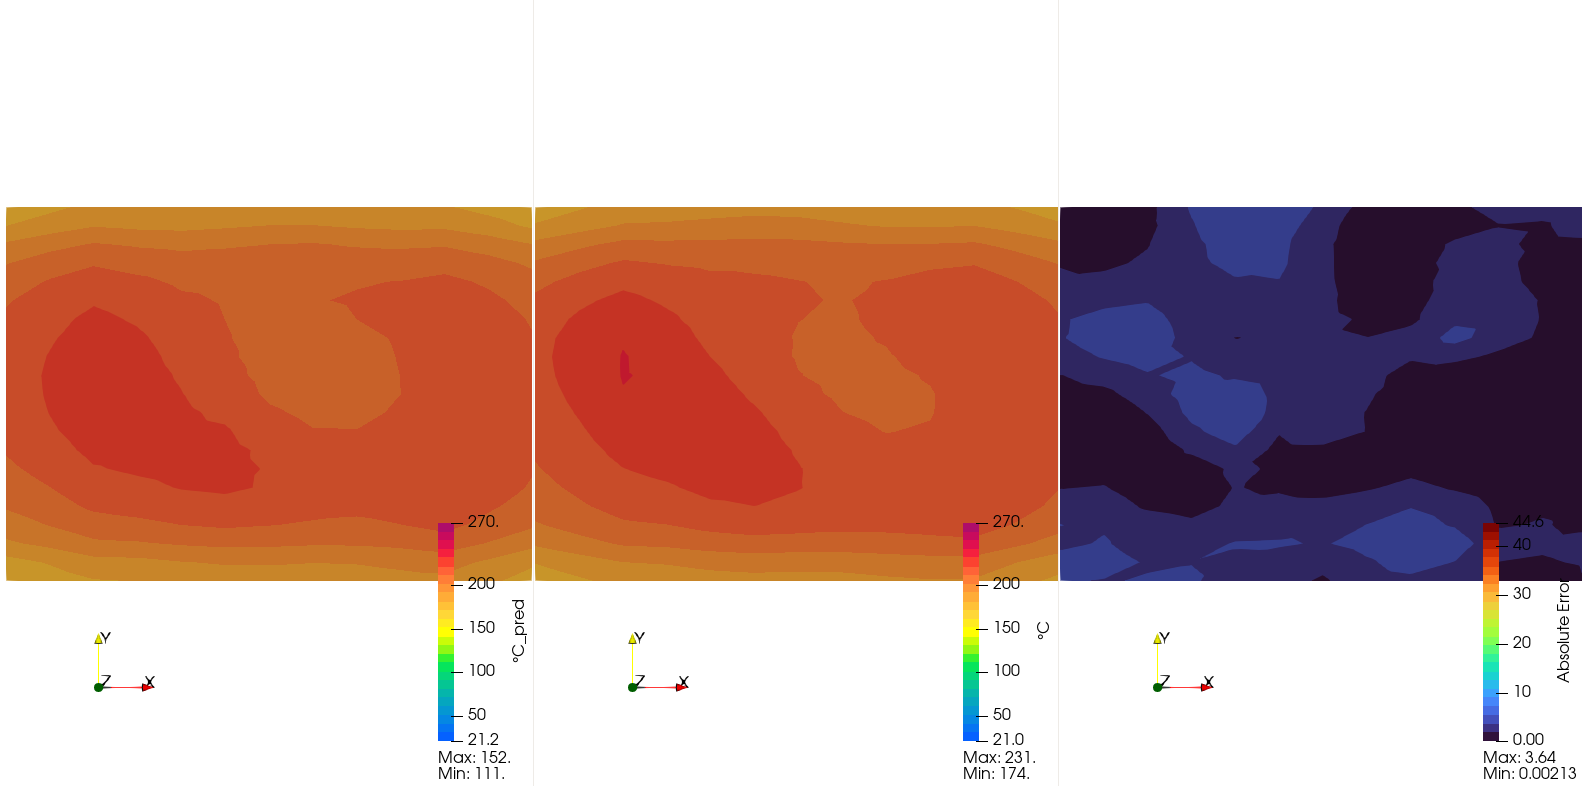 Y
Z
X
270.
200
150
100
50
21.2
°C_pred
Max: 152.
Min: 111.
Y
Z
X
270.
200
150
100
50
21.0
°C
Max: 231.
Min: 174.
Y
Z
X
44.6
40
30
20
10
0.00
Absolute Error
Max: 3.64
Min: 0.00213